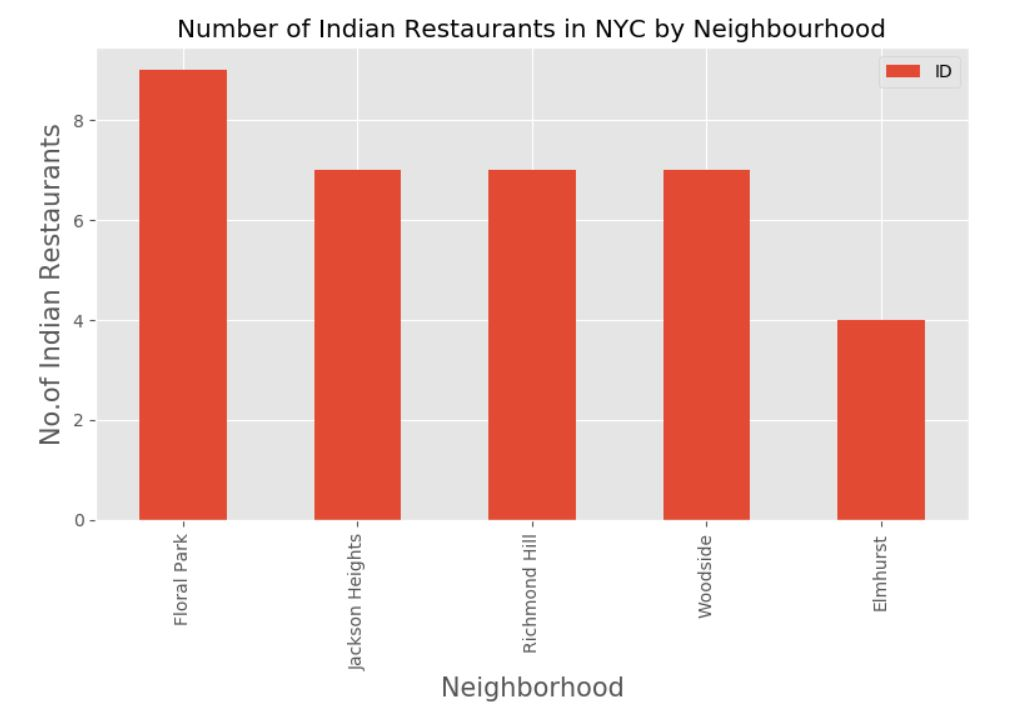 Number of Indian Restaurants in NYC by Neighbourhood
ID
No.of Indian Restaurants
8
6
4
2
0
Floral Park
Jackson Heights
Richmond Hill
Woodside
Elmhurst
Neighborhood